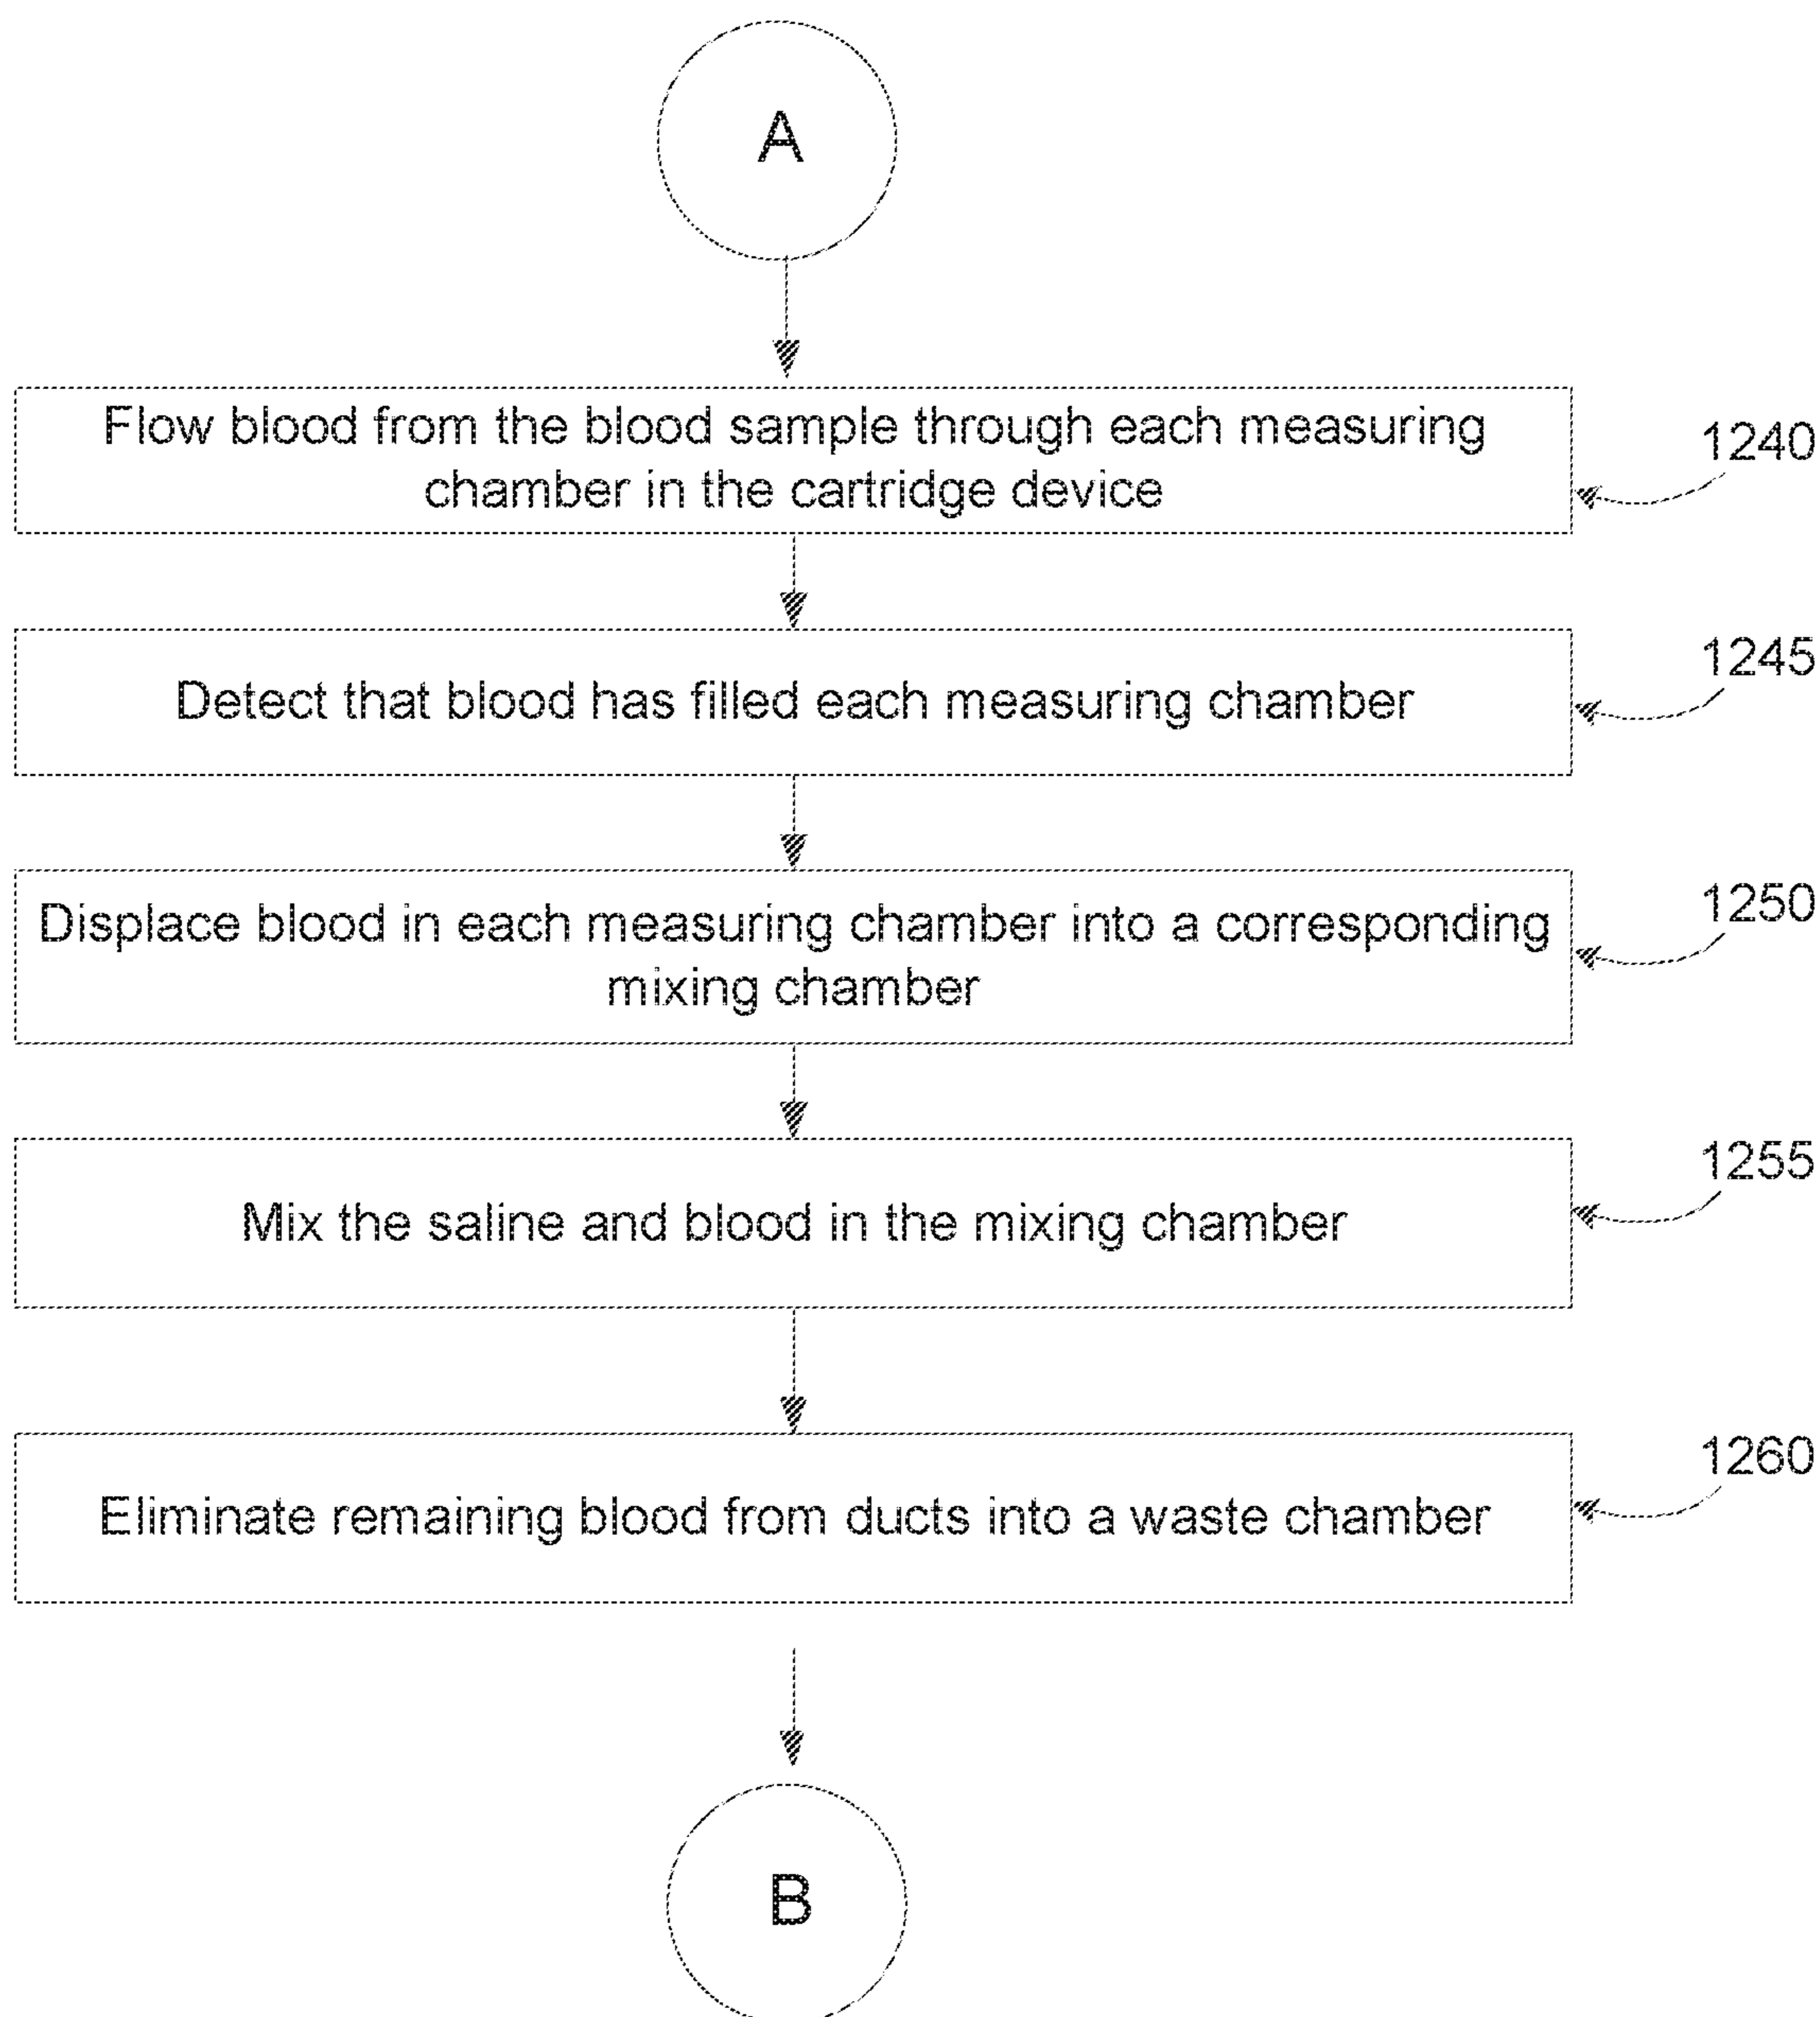 A
Flow blood from the blood sample through each measuring
chamber in the cartridge device
1240
Detect that blood has filled each measuring chamber
1245
Displace blood in each measuring chamber into a corresponding
mixing chamber
1250
Mix the saline and blood in the mixing chamber
1255
Eliminate remaining blood from ducts into a waste chamber
1260
B